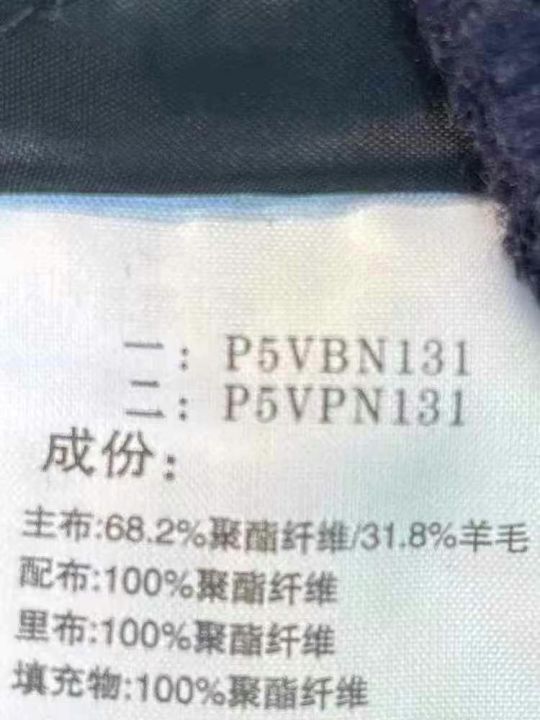 一：P5VBN131
二：P5VPN131
成份：
主布:68.2%聚酯纤维/31.8%羊毛
配布:100%聚酯纤维
里布:100%聚酯纤维
填充物:100%聚酯纤维